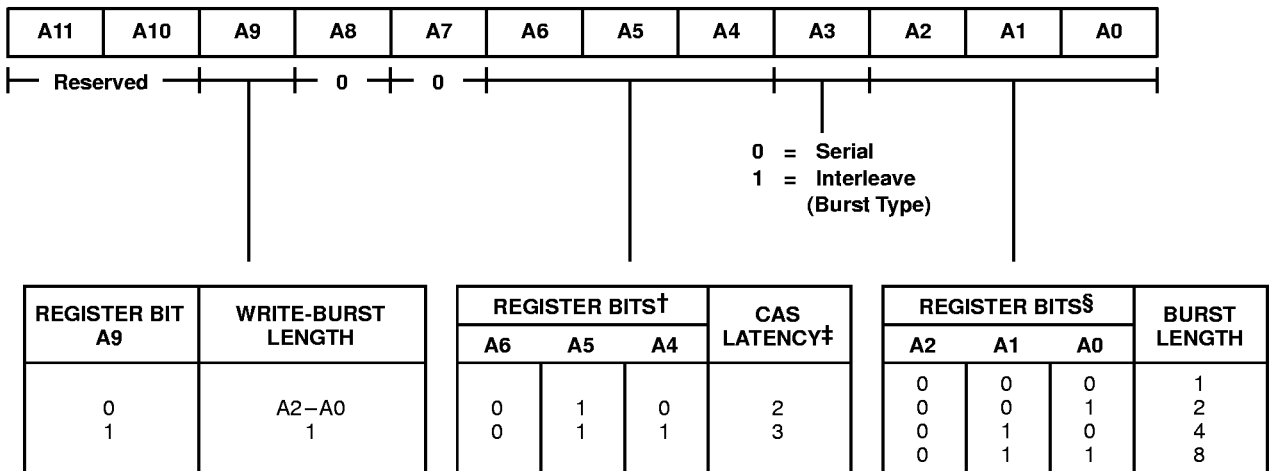 A11 A10 A9 A8 A7 A6 A5 A4 A3 A2 A1 A0
Reserved 0 0
0 = Serial
1 = Interleave
(Burst Type)
REGISTER BIT
A9
WRITE-BURST
LENGTH
0 A2–A0
1 1
REGISTER BITS†
CAS
LATENCY‡
A6 A5 A4
0 1 0 2
0 1 1 3
REGISTER BITS§
BURST
LENGTH
A2 A1 A0
0 0 0 1
0 0 1 2
0 1 0 4
0 1 1 8